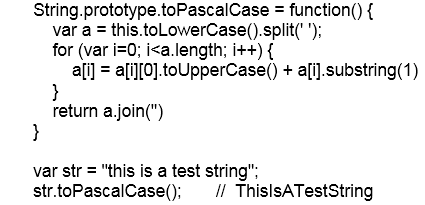 String.prototype.toPascalCase = function() {
var a = this.toLowerCase().split(' ');
for (var i=0; i<a.length; i++) {
a[i] = a[i][0].toUpperCase() + a[i].substring(1)
}
return a.join('')
}
var str = "this is a test string";
str.toPascalCase(); // ThisIsATestString